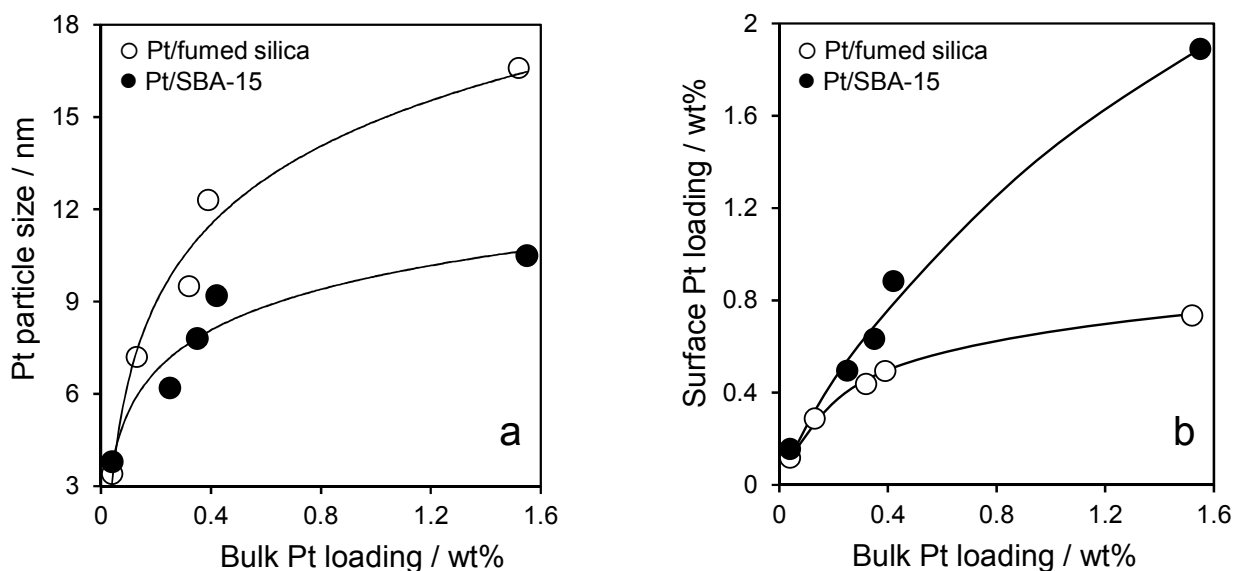 18
15
12
9
6
3
Pt particle size / nm
Pt/fumed silica
Pt/SBA-15
a
0 0.4 0.8 1.2 1.6
Bulk Pt loading / wt%
2
1.6
1.2
0.8
0.4
0
Surface Pt loading / wt%
Pt/fumed silica
Pt/SBA-15
b
0 0.4 0.8 1.2 1.6
Bulk Pt loading / wt%